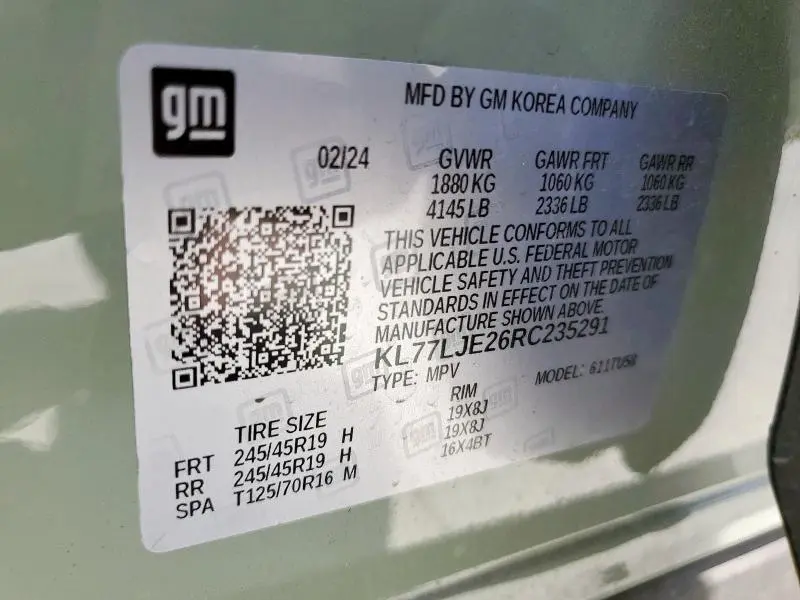 gm
MFD BY GM KOREA COMPANY
02/24 GVWR GAWR FRT GAWR RR
1880 KG 1060 KG 1060 KG
4145 LB 2336 LB 2336 LB
THIS VEHICLE CONFORMS TO ALL
APPLICABLE U.S. FEDERAL MOTOR
VEHICLE SAFETY AND THEFT PREVENTION
STANDARDS IN EFFECT ON THE DATE OF
MANUFACTURE SHOWN ABOVE.
KL77LJE26RC235291
TYPE: MPV MODEL: 611TU58
TIRE SIZE RIM
FRT 245/45R19 H 19X8J
RR 245/45R19 H 19X8J
SPA T125/70R16 M 16X4BT